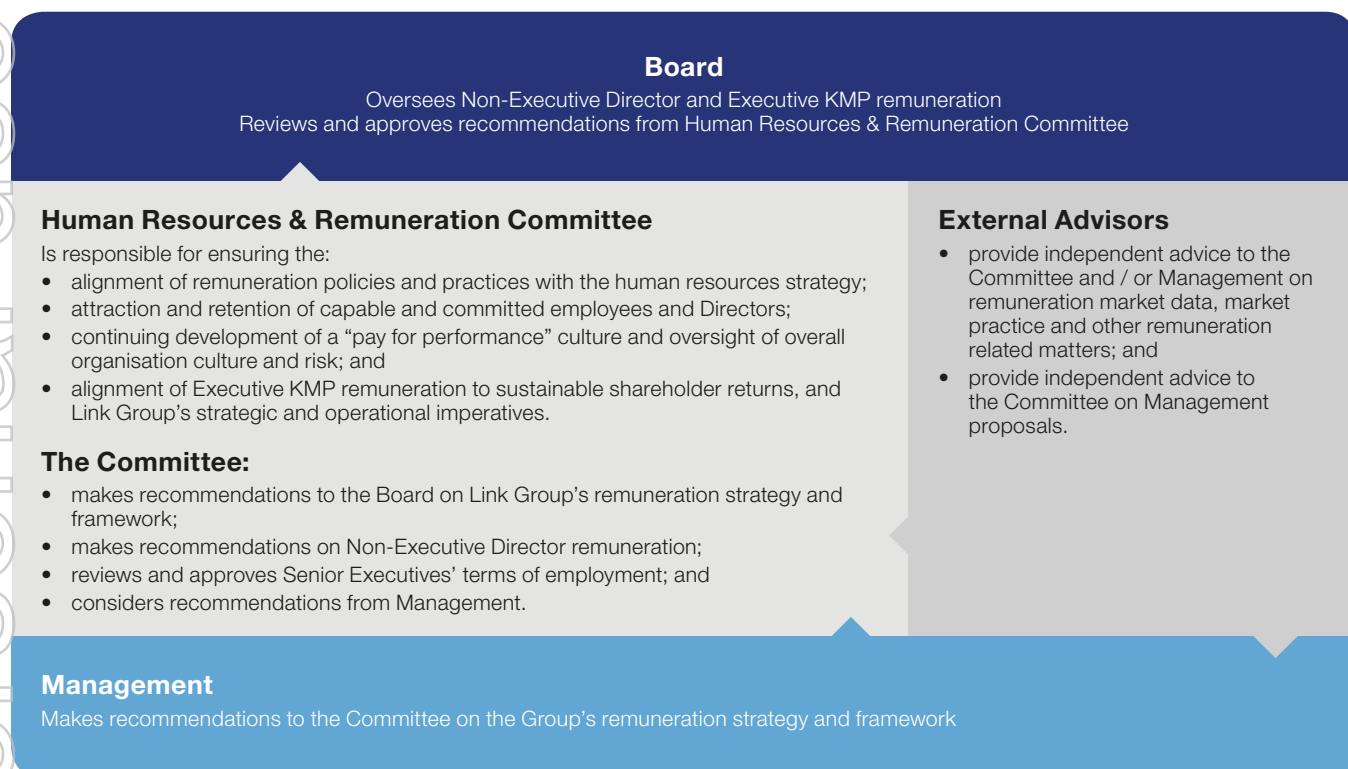 Board
Oversees Non-Executive Director and Executive KMP remuneration
Reviews and approves recommendations from Human Resources & Remuneration Committee
Human Resources & Remuneration Committee
Is responsible for ensuring the:
• alignment of remuneration policies and practices with the human resources strategy;
• attraction and retention of capable and committed employees and Directors;
• continuing development of a “pay for performance” culture and oversight of overall
organisation culture and risk; and
• alignment of Executive KMP remuneration to sustainable shareholder returns, and
Link Group’s strategic and operational imperatives.
The Committee:
• makes recommendations to the Board on Link Group’s remuneration strategy and
framework;
• makes recommendations on Non-Executive Director remuneration;
• reviews and approves Senior Executives’ terms of employment; and
• considers recommendations from Management.
External Advisors
• provide independent advice to the
Committee and / or Management on
remuneration market data, market
practice and other remuneration
related matters; and
• provide independent advice to
the Committee on Management
proposals.
Management
Makes recommendations to the Committee on the Group’s remuneration strategy and framework